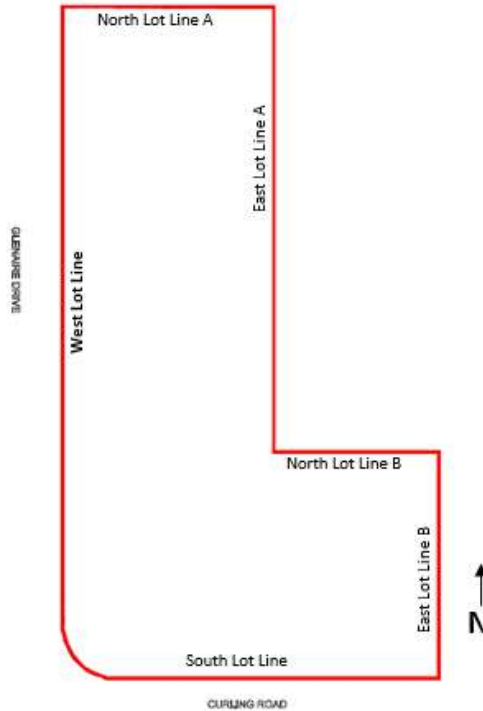 North Lot Line A
East Lot Line A
GLENAIRE DRIVE
West Lot Line
North Lot Line B
East Lot Line B
N
South Lot Line
CURLING ROAD